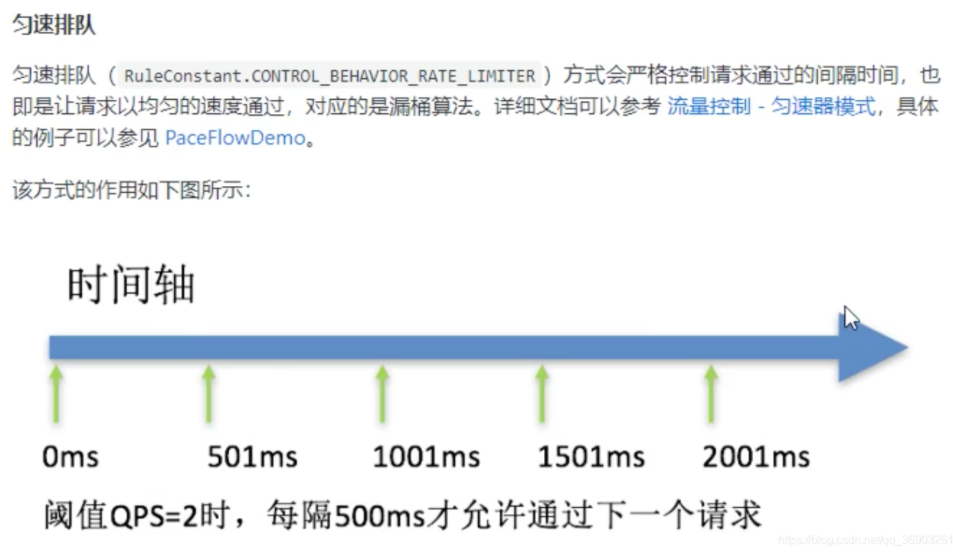 匀速排队
匀速排队（RuleConstant.CONTROL_BEHAVIOR_RATE_LIMITER）方式会严格控制请求通过的间隔时间，也
即是让请求以均匀的速度通过，对应的是漏桶算法。详细文档可以参考 流量控制 - 匀速器模式，具体
的例子可以参见 PaceFlowDemo。
该方式的作用如下图所示：
时间轴
0ms 501ms 1001ms 1501ms 2001ms
阈值QPS=2时，每隔500ms才允许通过下一个请求
https://blog.csdn.net/qq_36903261